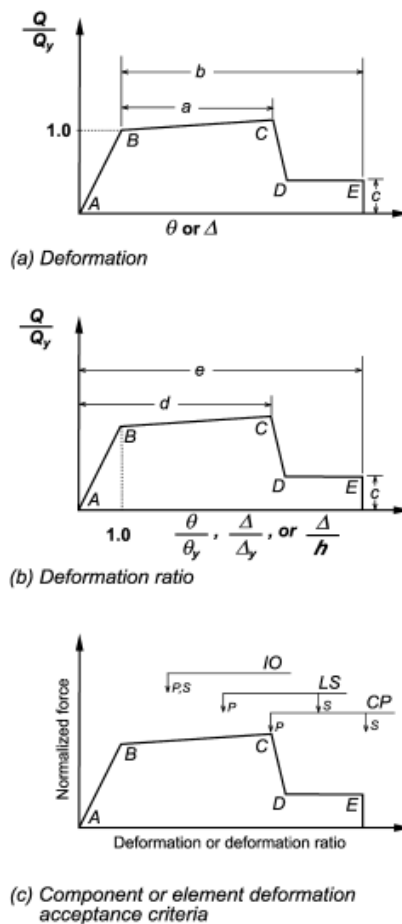 Q
Qy
b
a
1.0
B
C
D
E
c
A
θ or Δ
(a) Deformation
Q
Qy
e
d
B
C
D
E
c
A
1.0 θ/θy, Δ/Δy, or Δ/h
(b) Deformation ratio
Normalized force
IO
P,S
LS
P
S
CP
P
S
B
C
D
E
A
Deformation or deformation ratio
(c) Component or element deformation
acceptance criteria